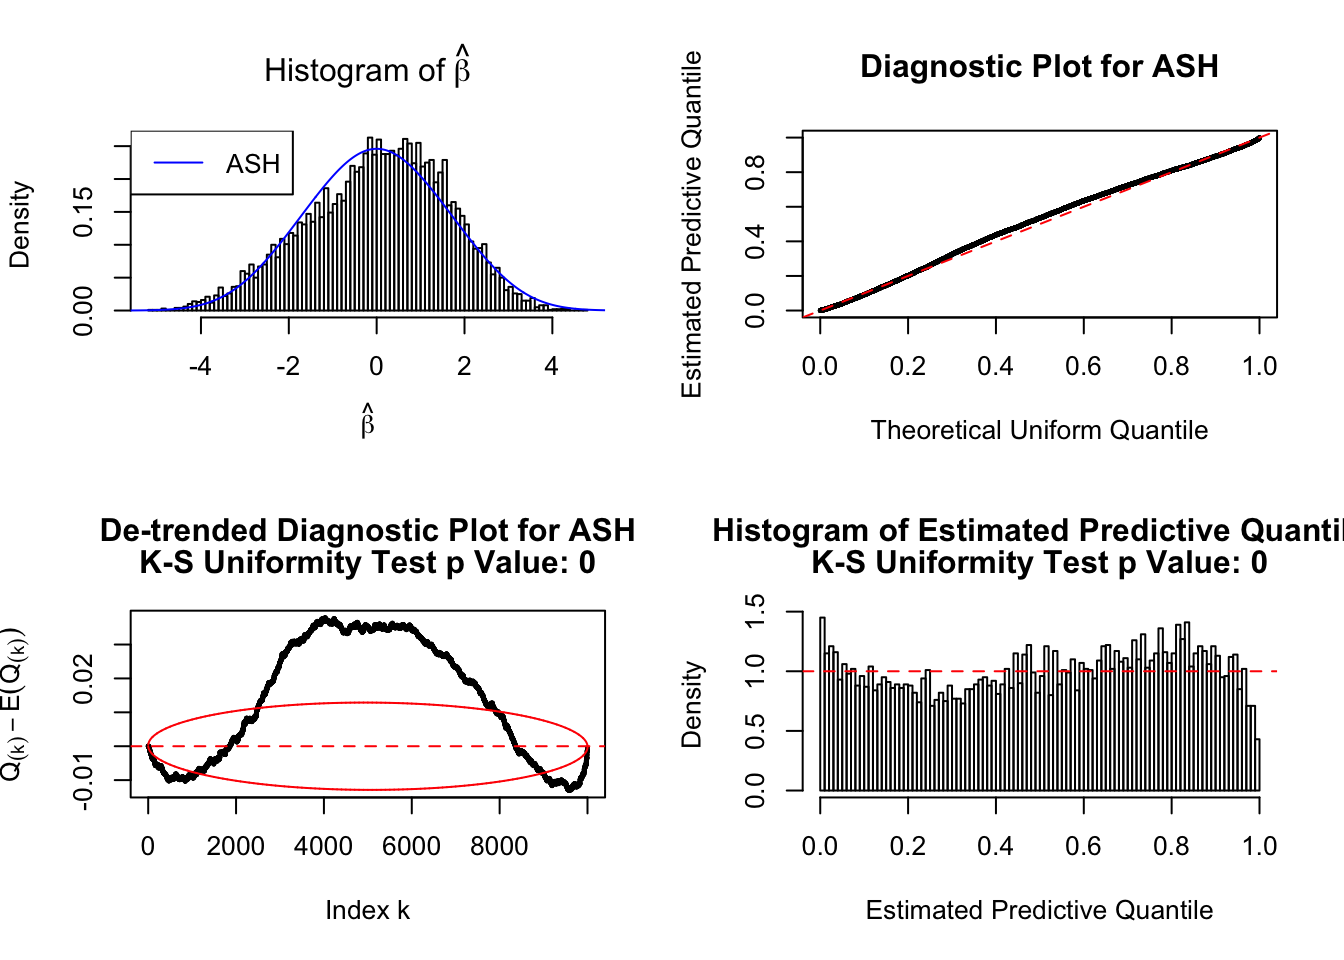 Histogram of β̂
ASH
Density
0.00
0.15
-4
-2
0
2
4
β̂
Diagnostic Plot for ASH
Estimated Predictive Quantile
0.0
0.4
0.8
0.0
0.2
0.4
0.6
0.8
1.0
Theoretical Uniform Quantile
De-trended Diagnostic Plot for ASH
K-S Uniformity Test p Value: 0
Q(k) − E(Q(k))
-0.01
0.02
0
2000
4000
6000
8000
Index k
Histogram of Estimated Predictive Quantil
K-S Uniformity Test p Value: 0
Density
0.0
0.5
1.0
1.5
0.0
0.2
0.4
0.6
0.8
1.0
Estimated Predictive Quantile